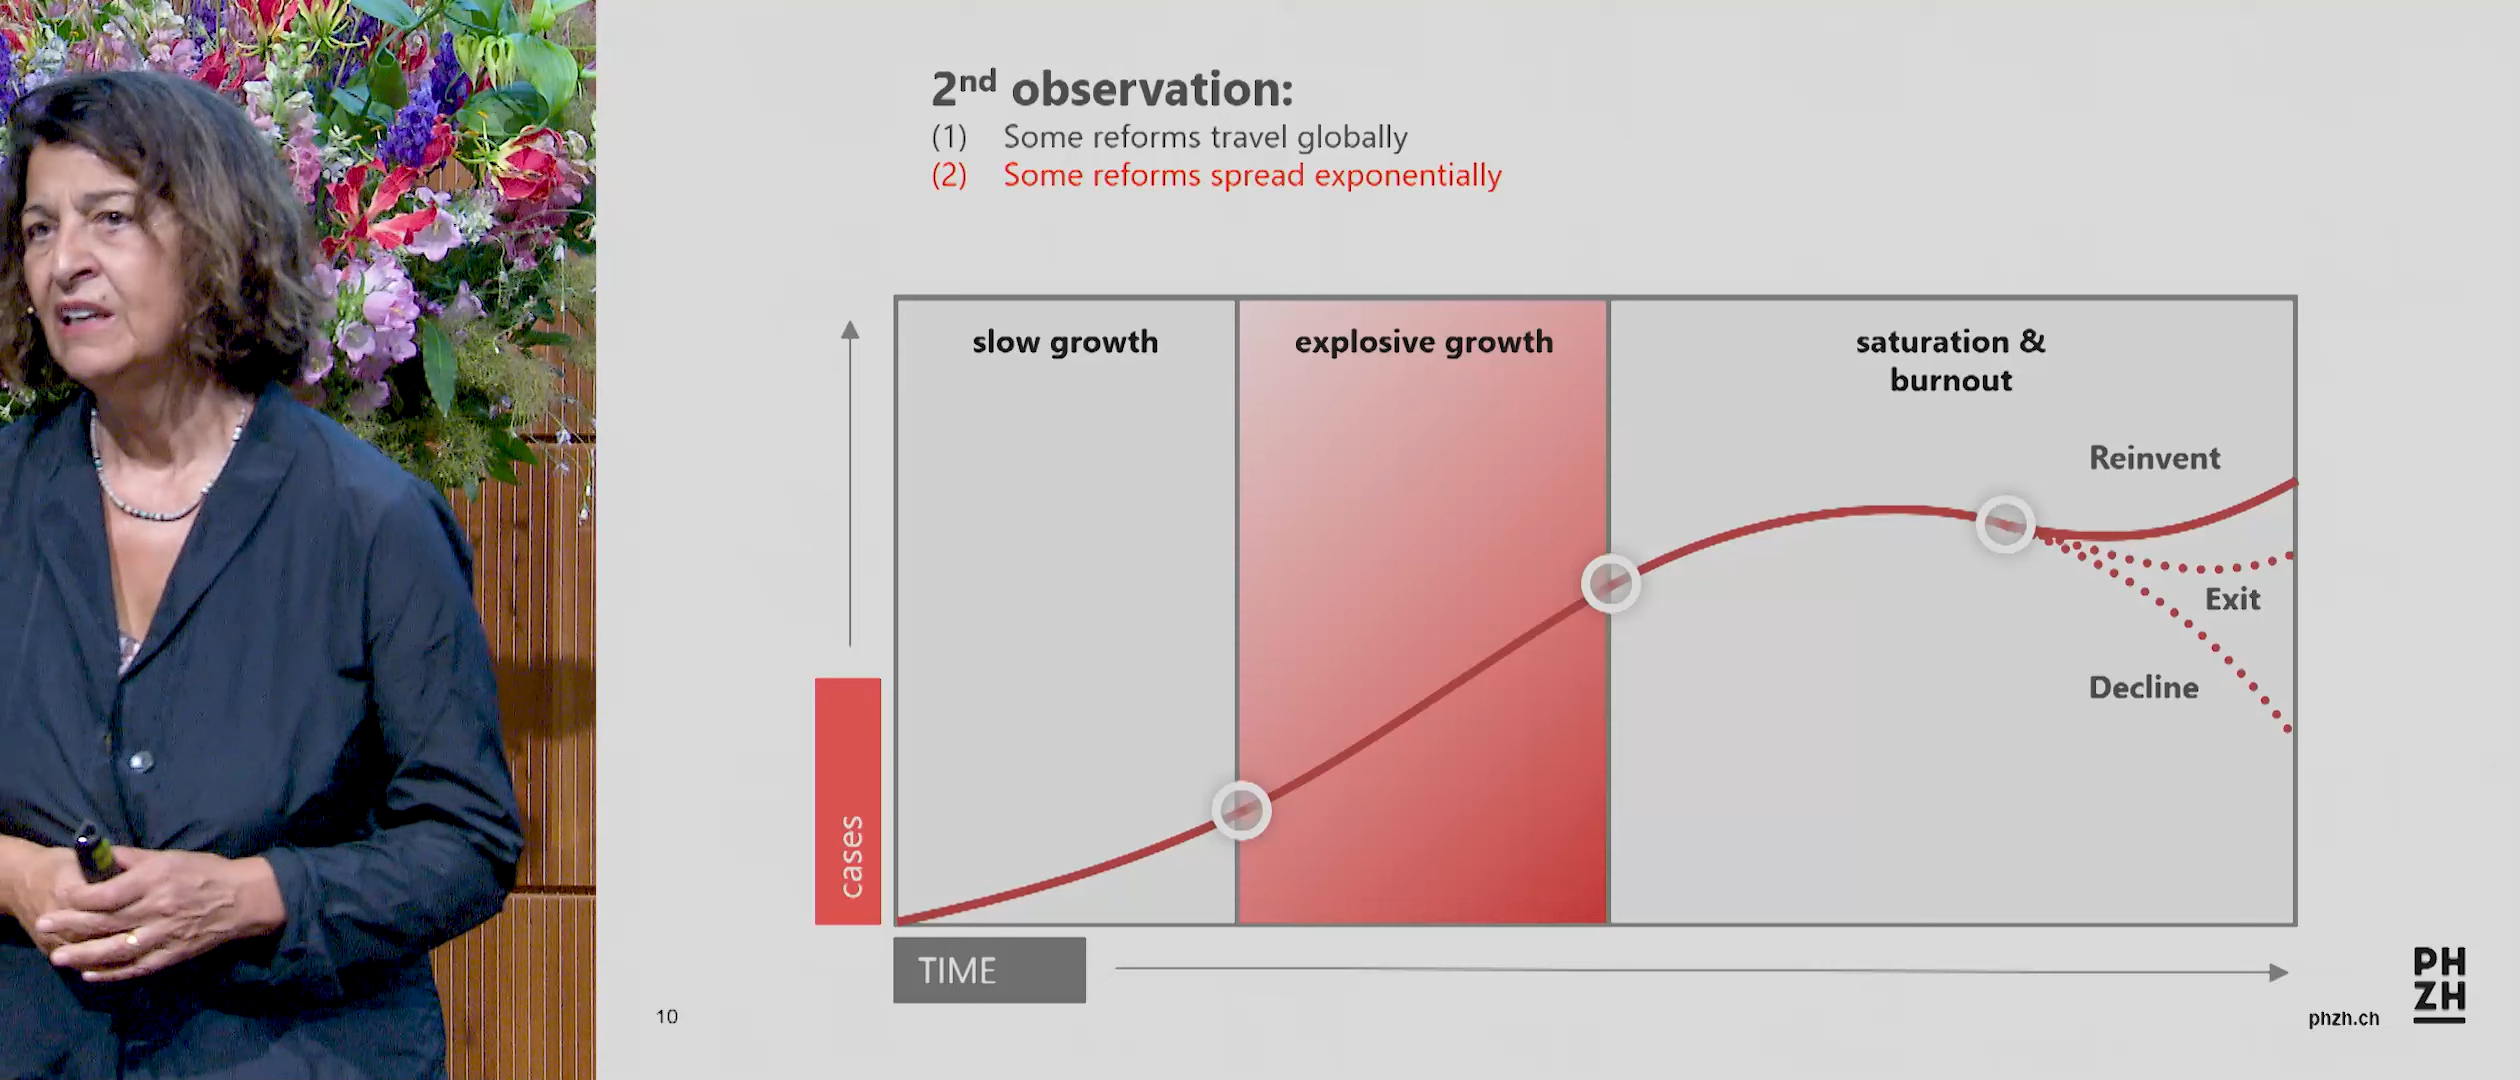 2nd observation:
(1) Some reforms travel globally
(2) Some reforms spread exponentially
slow growth
explosive growth
saturation &
burnout
Reinvent
Exit
Decline
cases
TIME
10
phzh.ch
PH
ZH